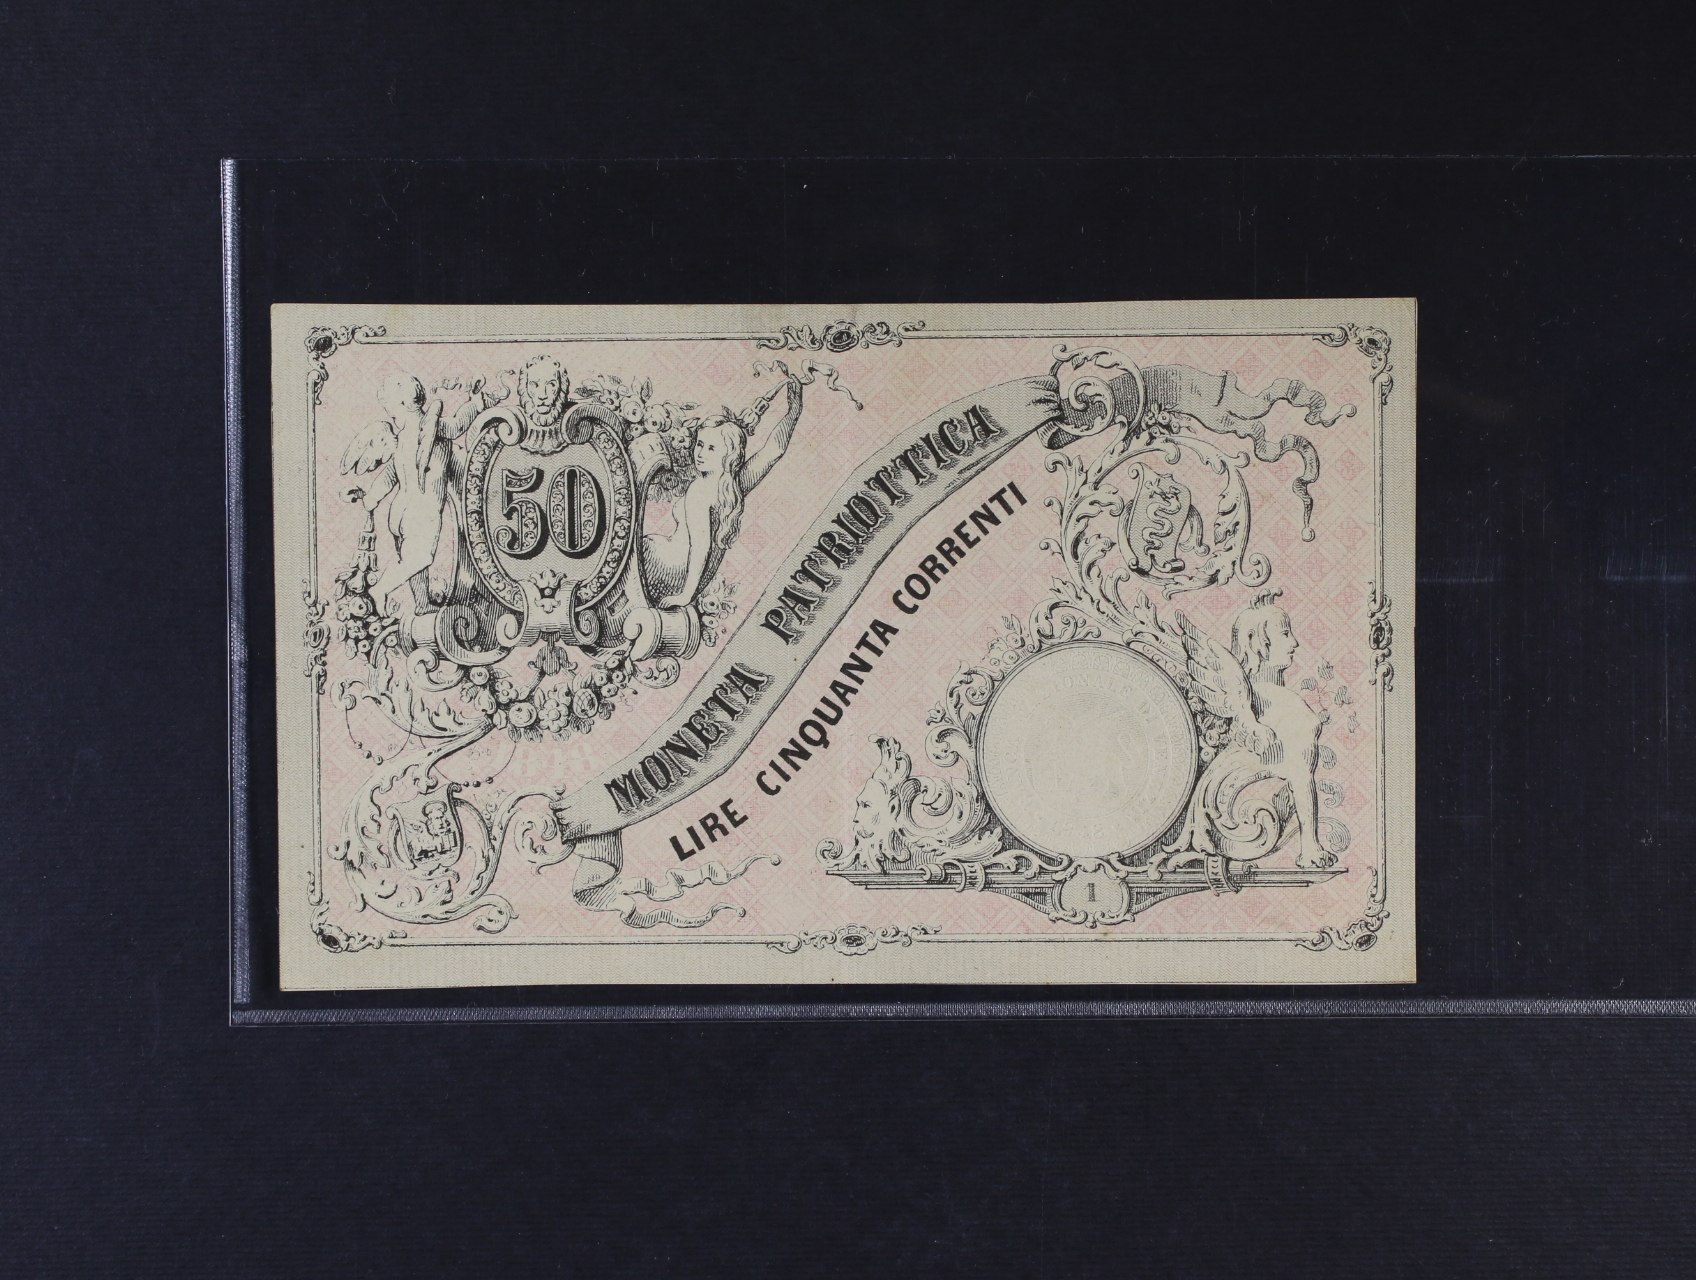 50
MONETA PATRIOTTICA
LIRE CINQUANTA CORRENTI
1